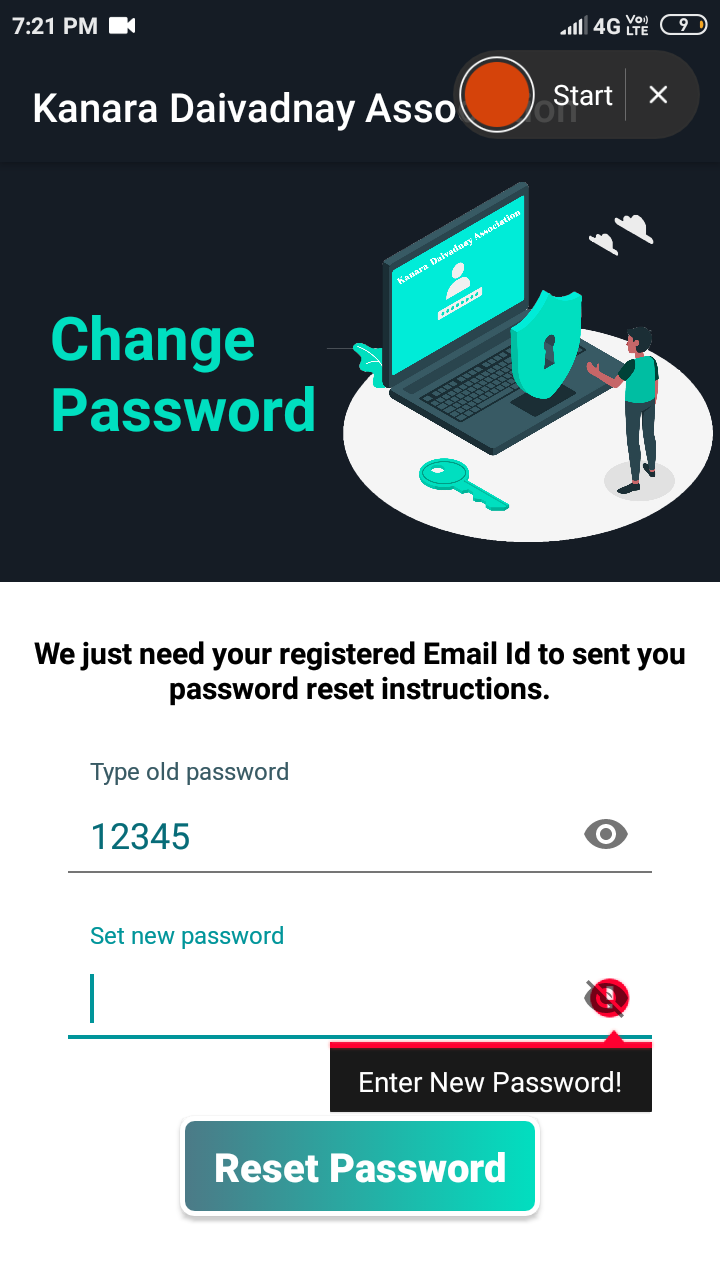 7:21 PM
4G Vo) LTE 9
Kanara Daivadnay Asso on
Start
Kanara Daivadnay Association
Change
Password
We just need your registered Email Id to sent you
password reset instructions.
Type old password
12345
Set new password
Enter New Password!
Reset Password